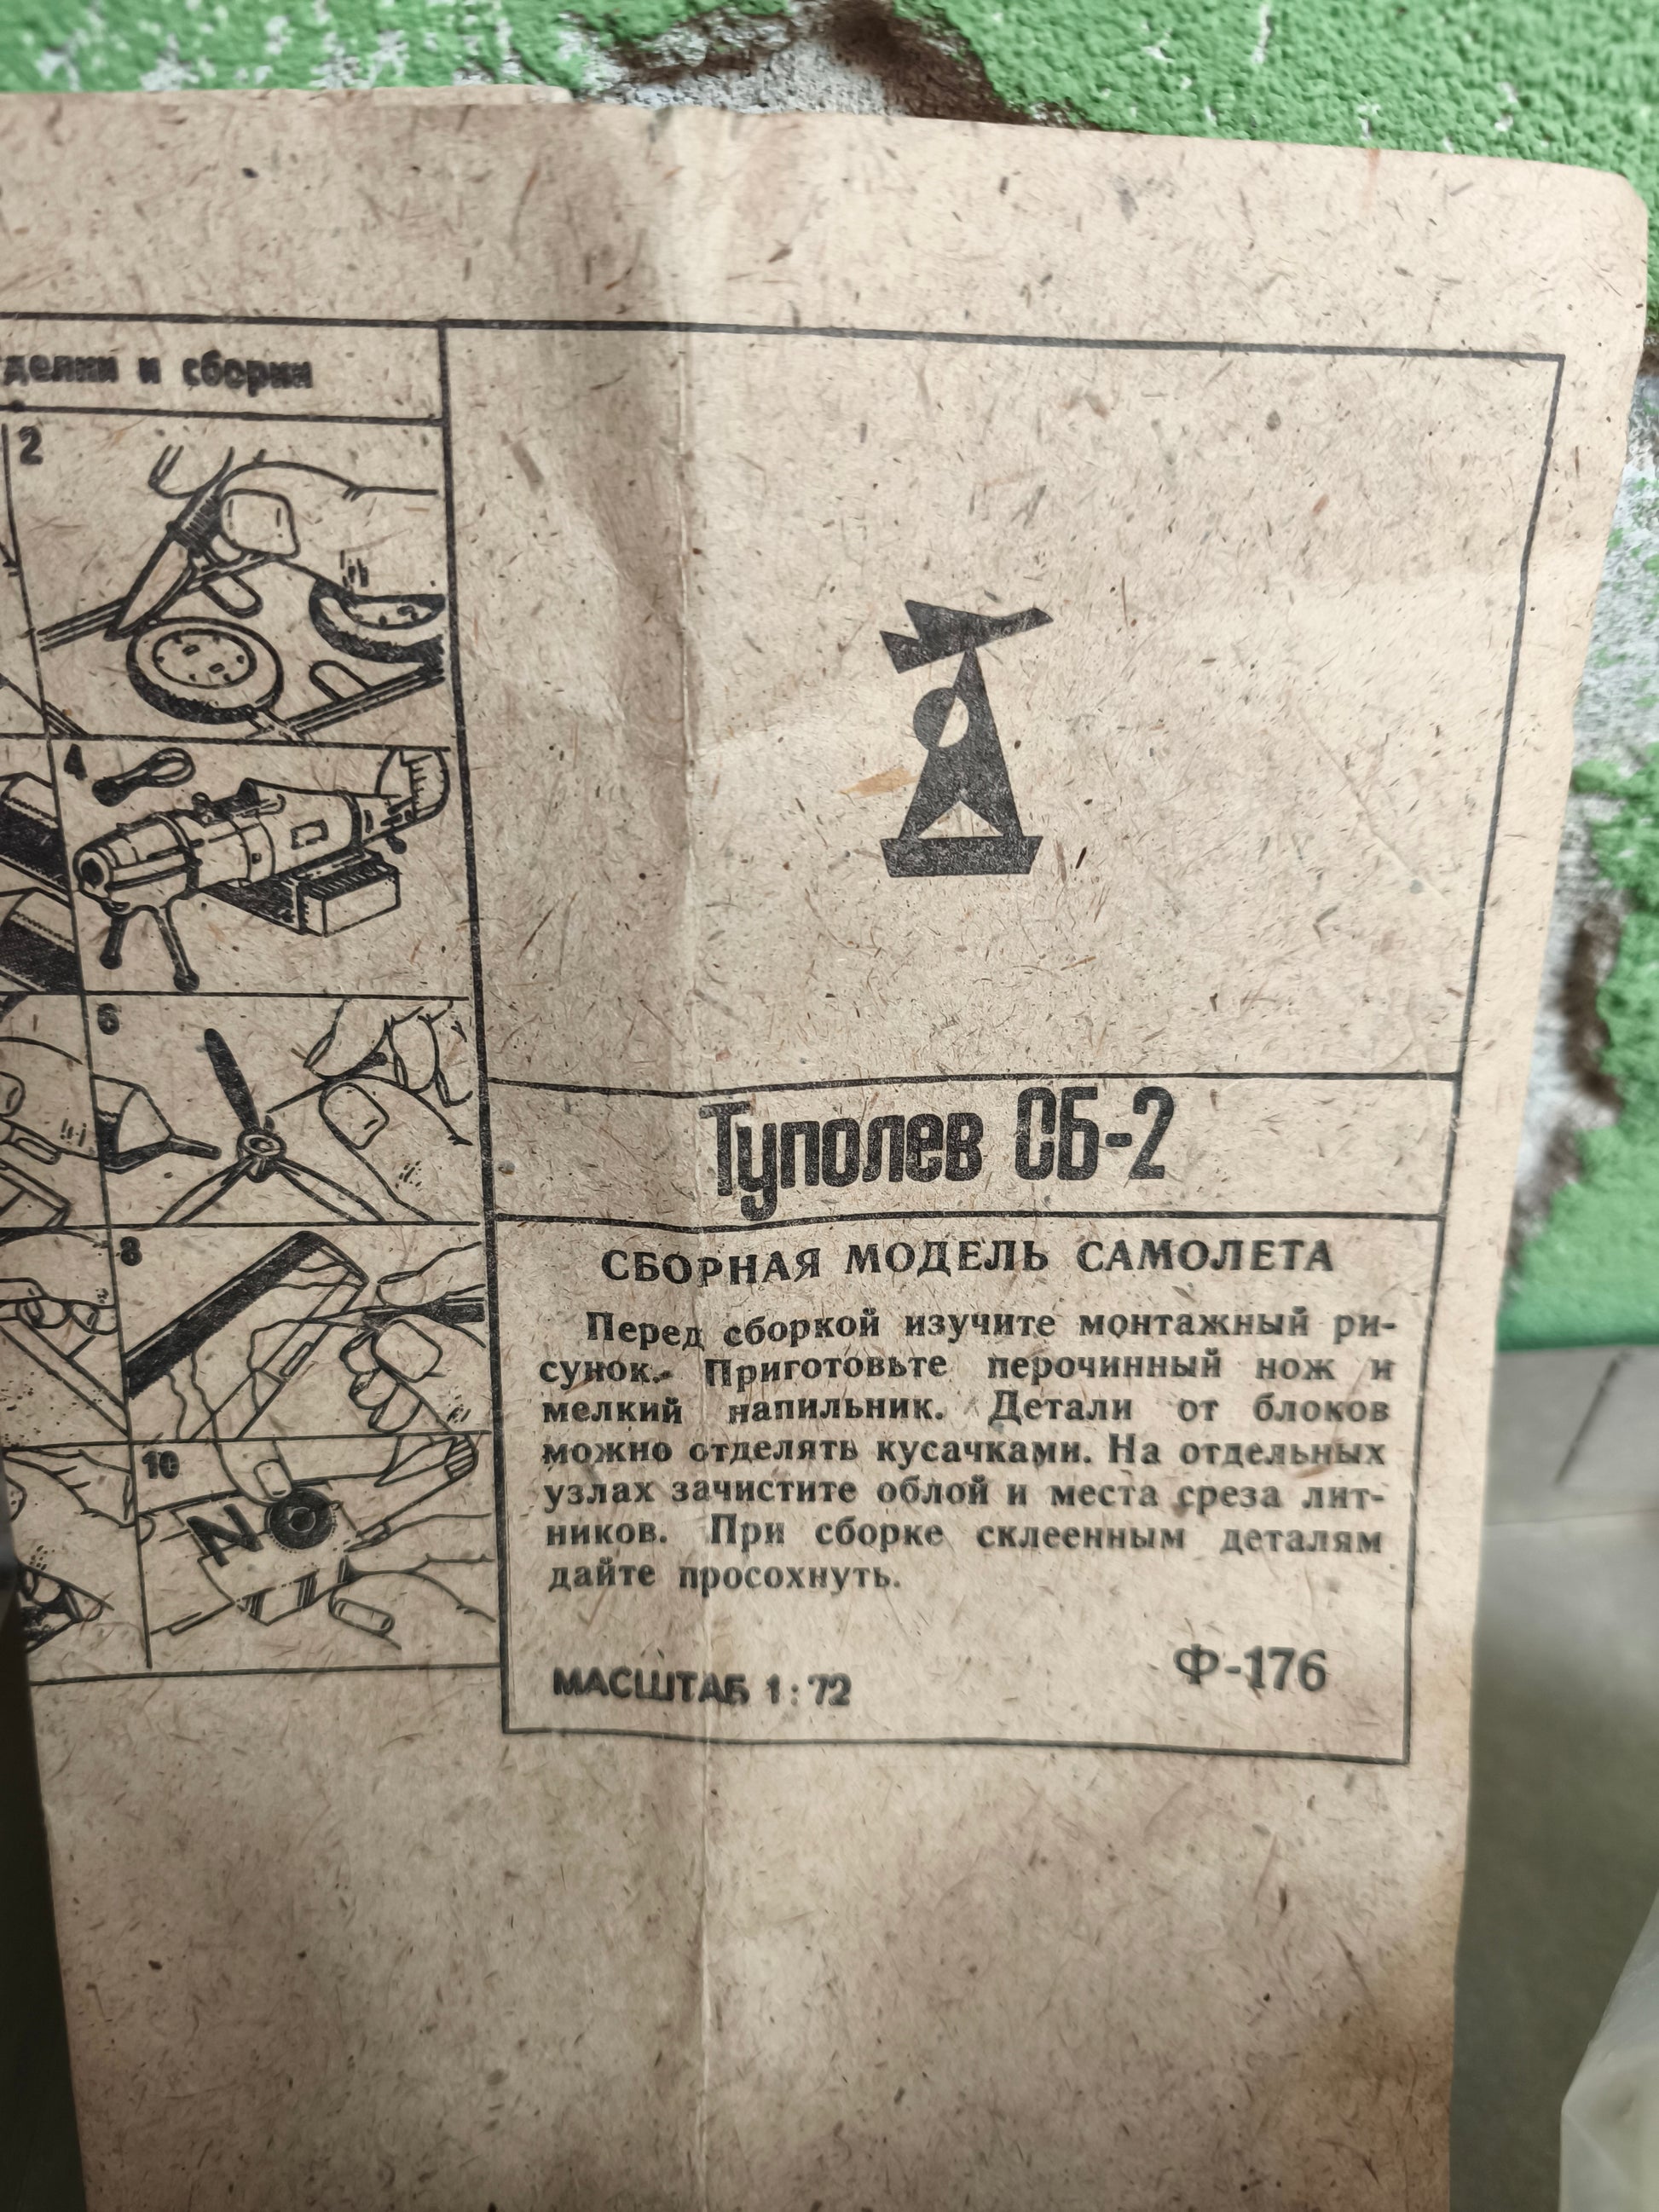 и сборки
2
4
6
8
10
NO
Туполев СБ-2
СБОРНАЯ МОДЕЛЬ САМОЛЕТА
Перед сборкой изучите монтажный ри-
сунок. Приготовьте перочинный нож и
мелкий напильник. Детали от блоков
можно отделять кусачками. На отдельных
узлах зачистите облой и места среза лит-
ников. При сборке склеенным деталям
дайте просохнуть.
МАСШТАБ 1:72
Ф-176